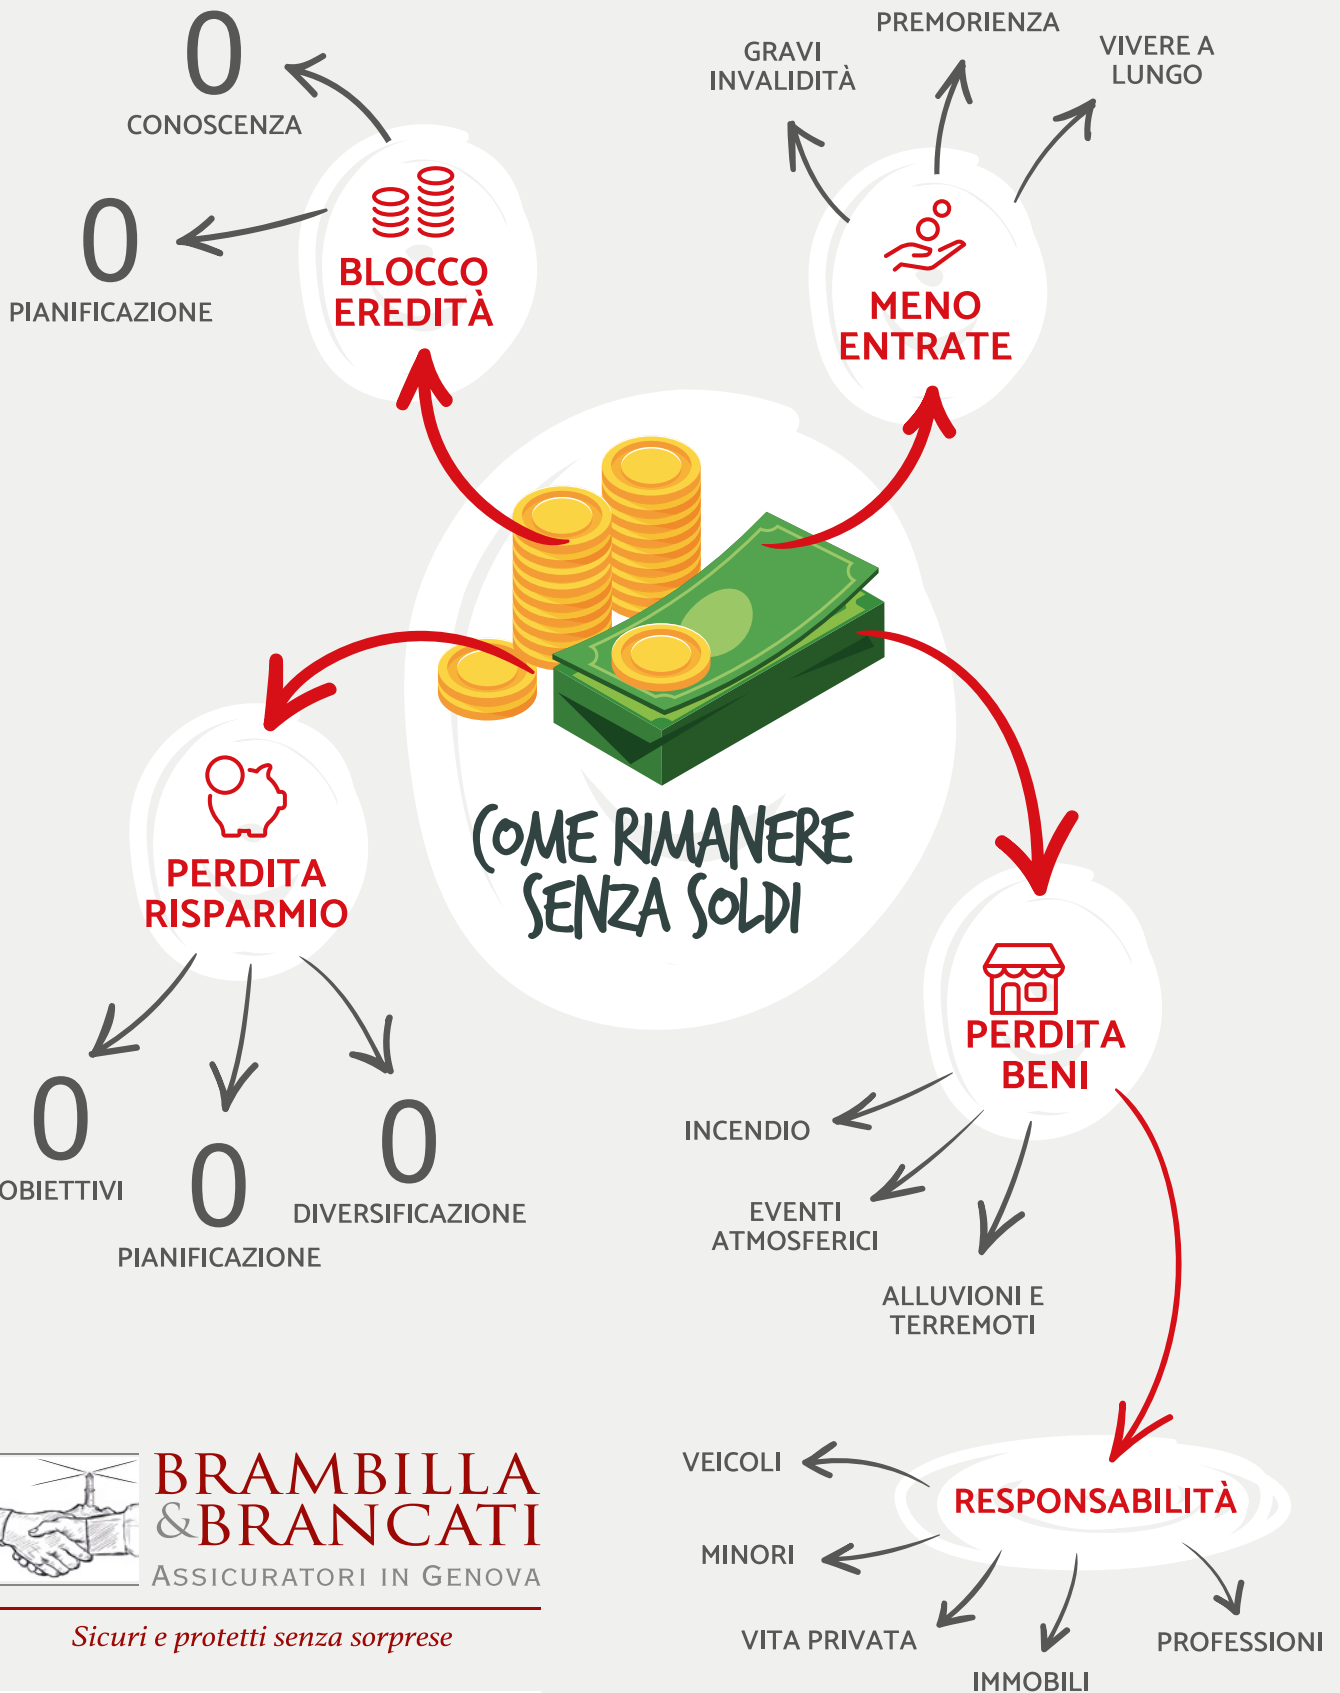 0
CONOSCENZA
0
PIANIFICAZIONE
BLOCCO
EREDITÀ
GRAVI
INVALIDITÀ
PREMORIENZA
VIVERE A
LUNGO
MENO
ENTRATE
COME RIMANERE
SENZA SOLDI
PERDITA
RISPARMIO
0
OBIETTIVI
0
PIANIFICAZIONE
0
DIVERSIFICAZIONE
PERDITA
BENI
INCENDIO
EVENTI
ATMOSFERICI
ALLUVIONI E
TERREMOTI
RESPONSABILITÀ
VEICOLI
MINORI
VITA PRIVATA
IMMOBILI
PROFESSIONI
BRAMBILLA
&BRANCATI
ASSICURATORI IN GENOVA
Sicuri e protetti senza sorprese